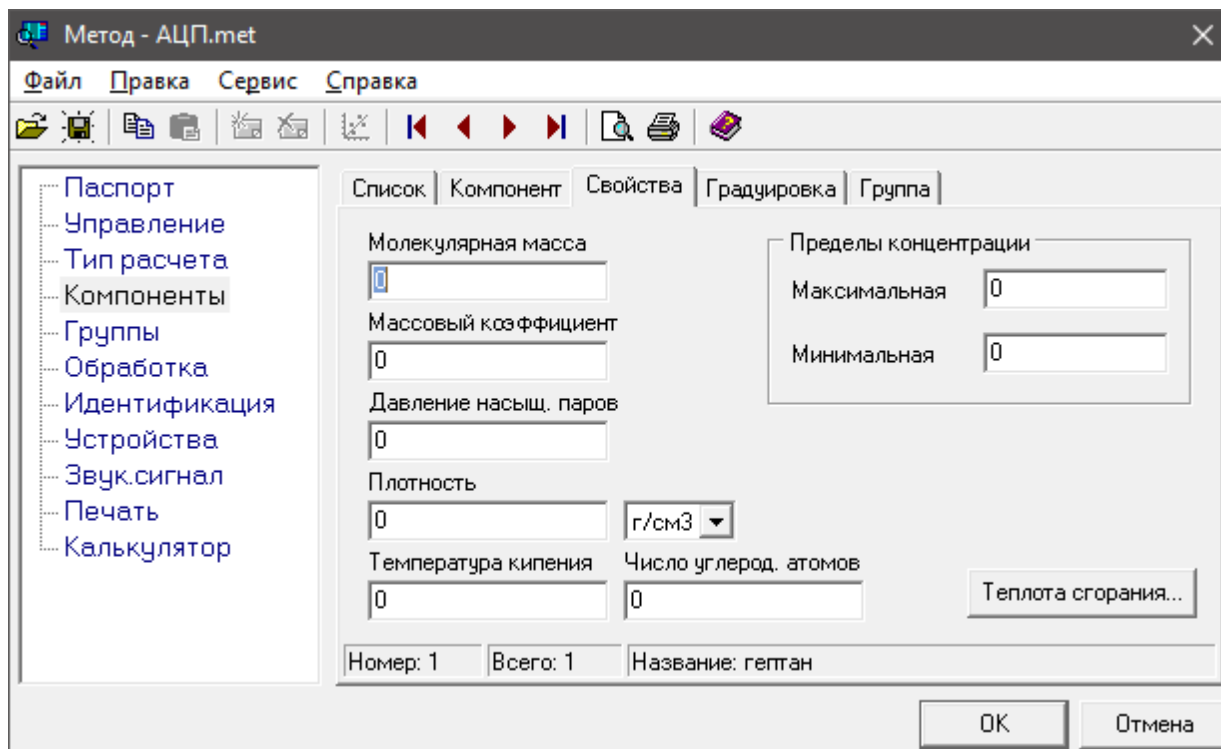 Метод - АЦП.met
Файл Правка Сервис Справка
Паспорт
Управление
Тип расчета
Компоненты
Группы
Обработка
Идентификация
Устройства
Звук.сигнал
Печать
Калькулятор
Список Компонент Свойства Градуировка Группа
Молекулярная масса
0
Массовый коэффициент
0
Давление насыщ. паров
0
Плотность
0 г/см3
Температура кипения Число углерод. атомов
0 0
Пределы концентрации
Максимальная 0
Минимальная 0
Теплота сгорания...
Номер: 1 Всего: 1 Название: гептан
OK Отмена